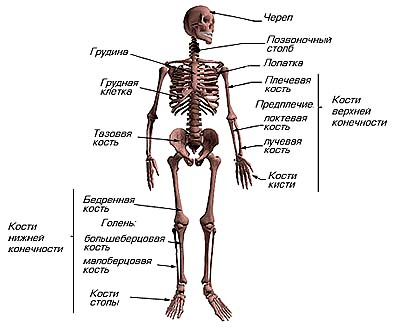 Череп
Позвоночный
столб
Грудина
Лопатка
Грудная
клетка
Плечевая
кость
Предплечие:
локтевая
кость
лучевая
кость
Кости
верхней
конечности
Тазовая
кость
Кости
кисти
Бедренная
кость
Голень:
большеберцовая
кость
малоберцовая
кость
Кости
нижней
конечности
Кости
стопы